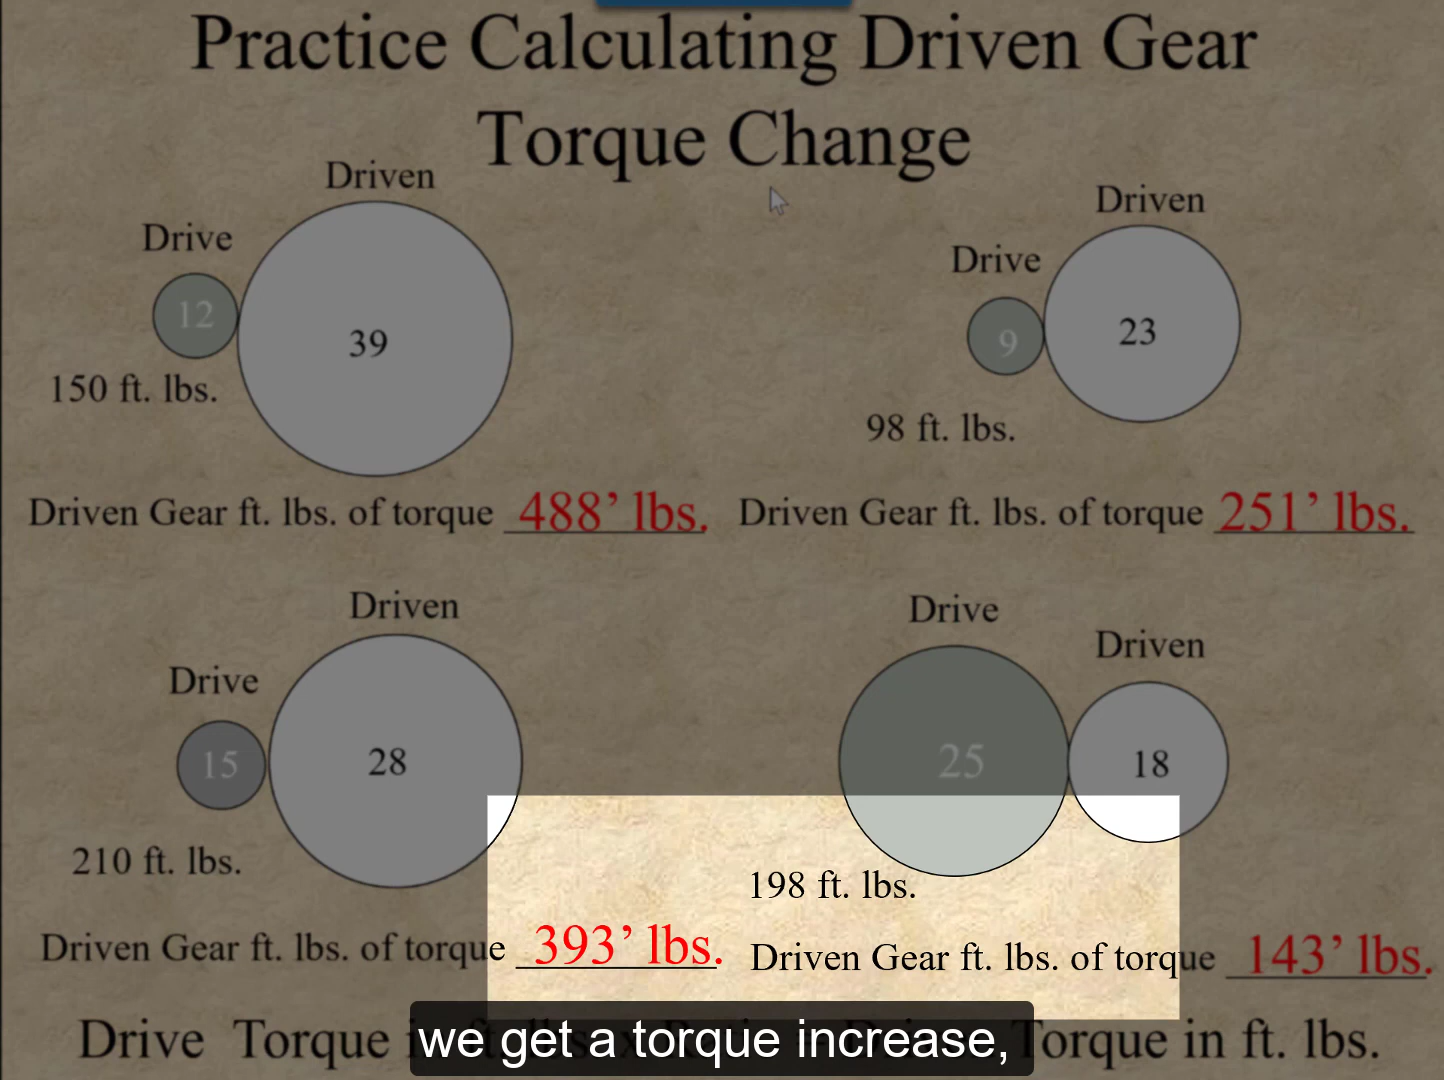 Practice Calculating Driven Gear
Torque Change
Driven
Drive
12
39
150 ft. lbs.
Driven Gear ft. lbs. of torque 488’ lbs.
Driven
Drive
9
23
98 ft. lbs.
Driven Gear ft. lbs. of torque 251’ lbs.
Driven
Drive
15
28
210 ft. lbs.
Driven Gear ft. lbs. of torque 393’ lbs.
Drive
Driven
25
18
198 ft. lbs.
Driven Gear ft. lbs. of torque 143’ lbs.
Drive Torque Torque in ft. lbs.
we get a torque increase,